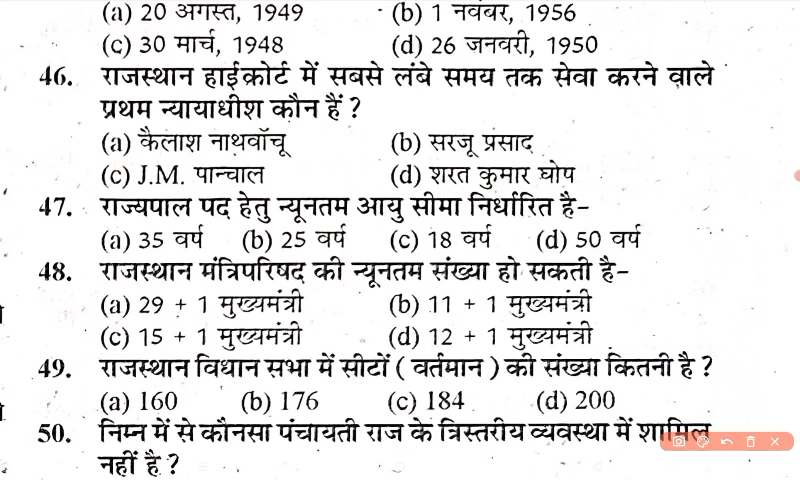 (a) 20 अगस्त, 1949 (b) 1 नवंबर, 1956
(c) 30 मार्च, 1948 (d) 26 जनवरी, 1950
46. राजस्थान हाईक्रोर्ट में सबसे लंबे समय तक सेवा करने वाले
प्रथम न्यायाधीश कौन हैं ?
(a) कैलाश नाथवॉचू (b) सरजू प्रसाद
(c) J.M. पान्चाल (d) शरत कुमार घोष
47. राज्यपाल पद हेतु न्यूनतम आयु सीमा निर्धारित है–
(a) 35 वर्ष (b) 25 वर्ष (c) 18 वर्ष (d) 50 वर्ष
48. राजस्थान मंत्रिपरिषद की न्यूनतम संख्या हो सकती है–
(a) 29 + 1 मुख्यमंत्री (b) 11 + 1 मुख्यमंत्री
(c) 15 + 1 मुख्यमंत्री (d) 12 + 1 मुख्यमंत्री
49. राजस्थान विधान सभा में सीटों ( वर्तमान ) की संख्या कितनी है ?
(a) 160 (b) 176 (c) 184 (d) 200
50. निम्न में से कौनसा पंचायती राज के त्रिस्तरीय व्यवस्था में शामिल
नहीं है ?